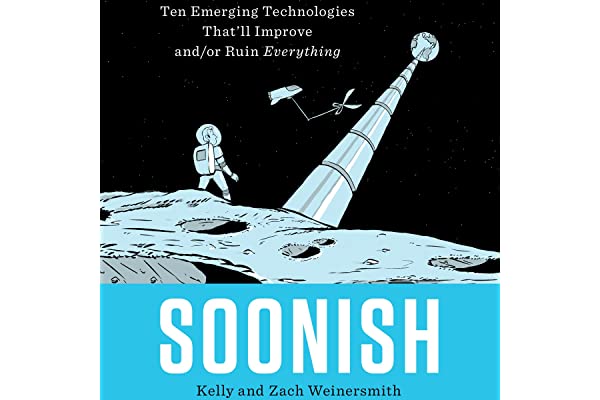 Ten Emerging Technologies
That'll Improve
and/or Ruin Everything
SOONISH
Kelly and Zach Weinersmith